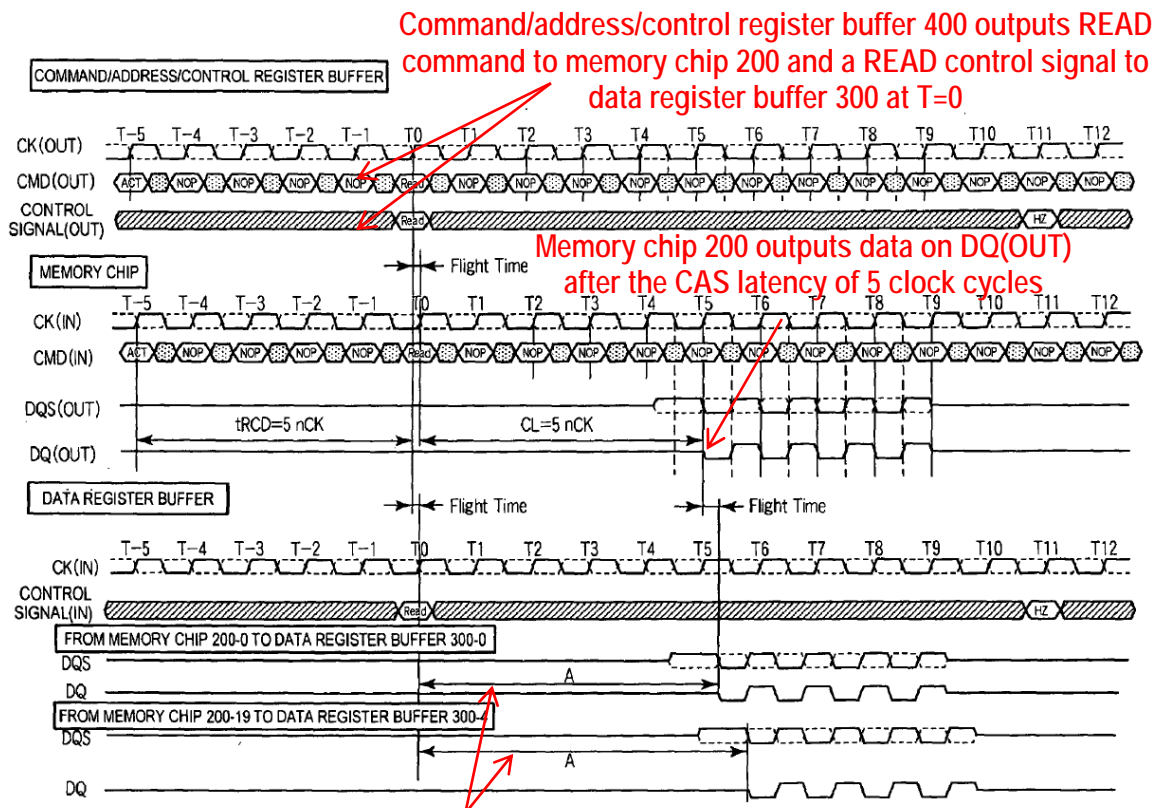 Command/address/control register buffer 400 outputs READ
command to memory chip 200 and a READ control signal to
data register buffer 300 at T=0
COMMAND/ADDRESS/CONTROL REGISTER BUFFER
T-5 T-4 T-3 T-2 T-1 T0 T1 T2 T3 T4 T5 T6 T7 T8 T9 T10 T11 T12
CK(OUT)
CMD(OUT) ACT NOP NOP NOP NOP Read NOP NOP NOP NOP NOP NOP NOP NOP NOP NOP NOP NOP
CONTROL
SIGNAL(OUT) Read HZ
Memory chip 200 outputs data on DQ(OUT)
after the CAS latency of 5 clock cycles
MEMORY CHIP
Flight Time
T-5 T-4 T-3 T-2 T-1 T0 T1 T2 T3 T4 T5 T6 T7 T8 T9 T10 T11 T12
CK(IN)
CMD(IN) ACT NOP NOP NOP NOP Read NOP NOP NOP NOP NOP NOP NOP NOP NOP NOP NOP NOP
DQS(OUT)
tRCD=5 nCK CL=5 nCK
DQ(OUT)
DATA REGISTER BUFFER
Flight Time Flight Time
T-5 T-4 T-3 T-2 T-1 T0 T1 T2 T3 T4 T5 T6 T7 T8 T9 T10 T11 T12
CK(IN)
CONTROL
SIGNAL(IN) Read HZ
FROM MEMORY CHIP 200-0 TO DATA REGISTER BUFFER 300-0
DQS
A
DQ
FROM MEMORY CHIP 200-19 TO DATA REGISTER BUFFER 300-4
DQS
A
DQ